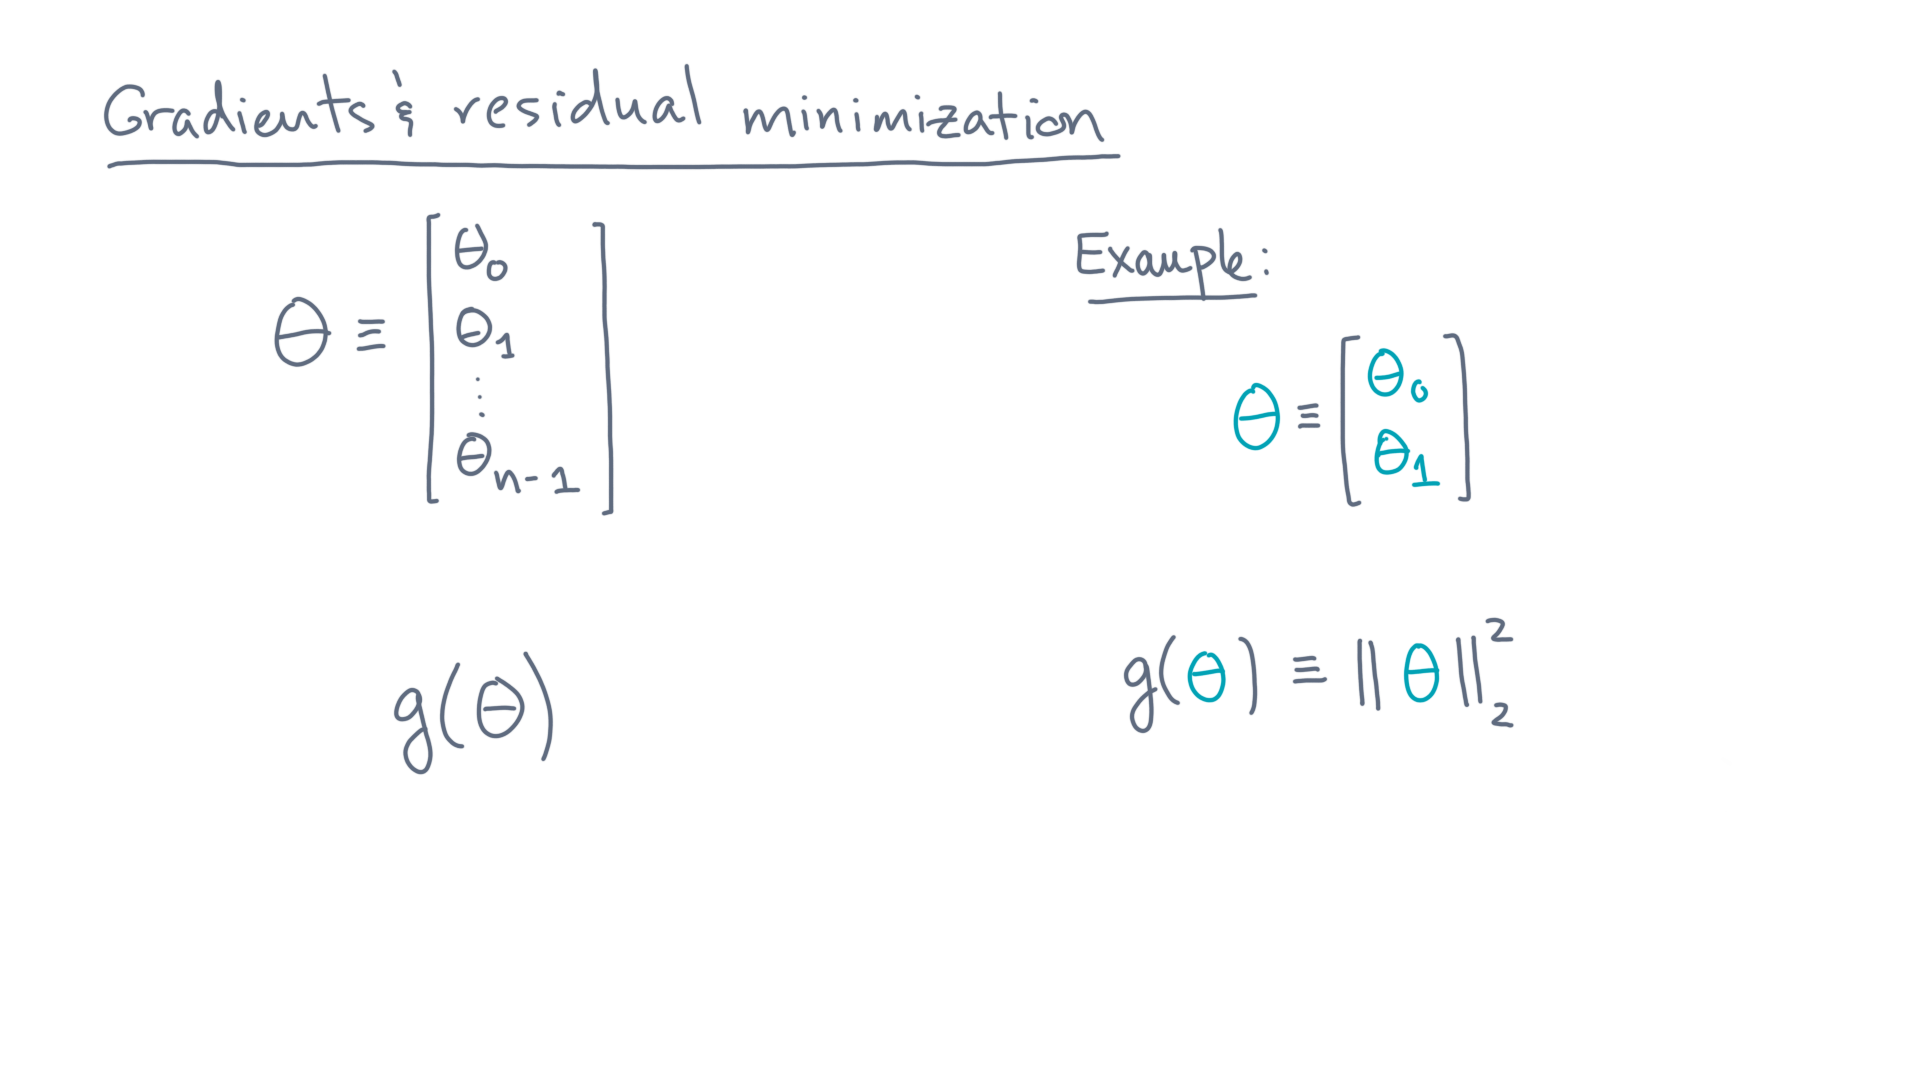 Gradients & residual minimization
θ ≡ [θ₀
θ₁
⋮
θₙ₋₁]
g(θ)
Example:
θ ≡ [θ₀
θ₁]
g(θ) ≡ ‖θ‖₂²